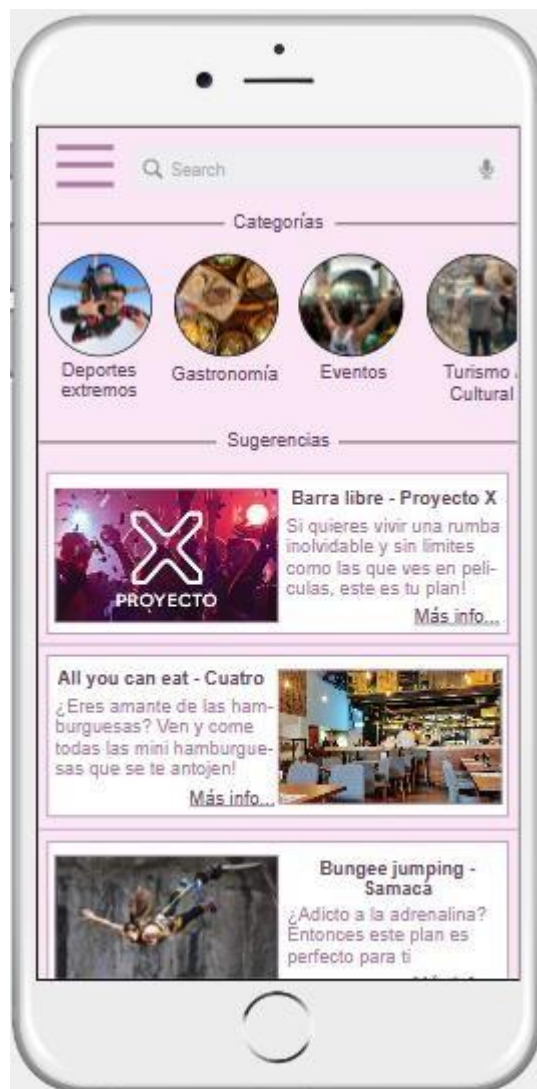 Search
Categorías
Deportes
extremos
Gastronomía
Eventos
Turismo
Cultural
Sugerencias
X
PROYECTO
Barra libre - Proyecto X
Si quieres vivir una rumba
inolvidable y sin limites
como las que ves en peli-
culas, este es tu plan!
Más info...
All you can eat - Cuatro
¿Eres amante de las ham-
burguesas? Ven y come
todas las mini hamburgue-
sas que se te antojen!
Más info...
Bungee jumping -
Samacá
¿Adicto a la adrenalina?
Entonces este plan es
perfecto para ti